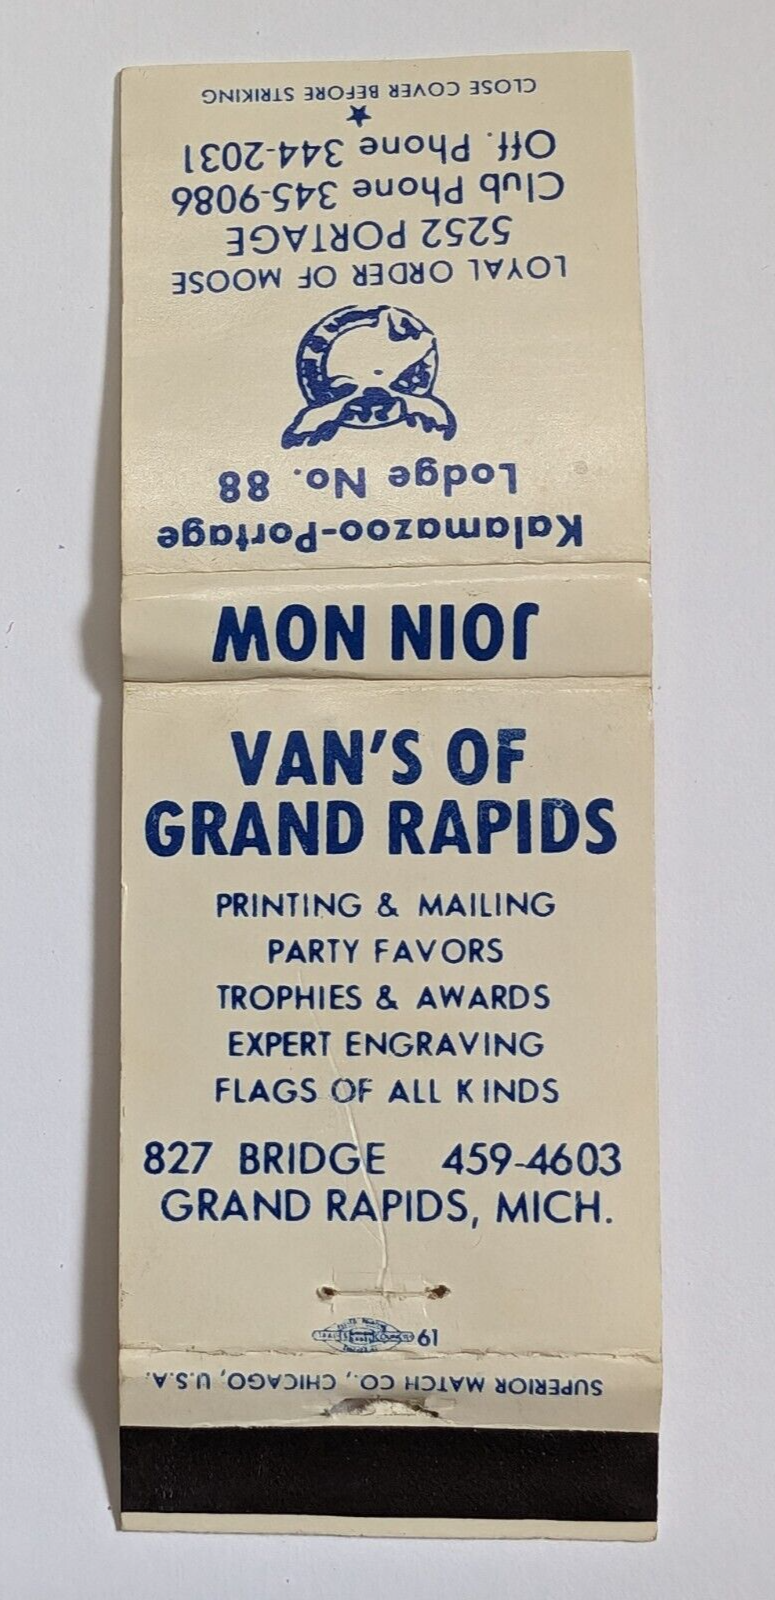 CLOSE COVER BEFORE STRIKING
Off. Phone 344-2031
Club Phone 345-9086
5252 PORTAGE
LOYAL ORDER OF MOOSE
Lodge No. 88
Kalamazoo-Portage
JOIN NOW
VAN'S OF
GRAND RAPIDS
PRINTING & MAILING
PARTY FAVORS
TROPHIES & AWARDS
EXPERT ENGRAVING
FLAGS OF ALL KINDS
827 BRIDGE 459-4603
GRAND RAPIDS, MICH.
19
SUPERIOR MATCH CO., CHICAGO, U.S.A.